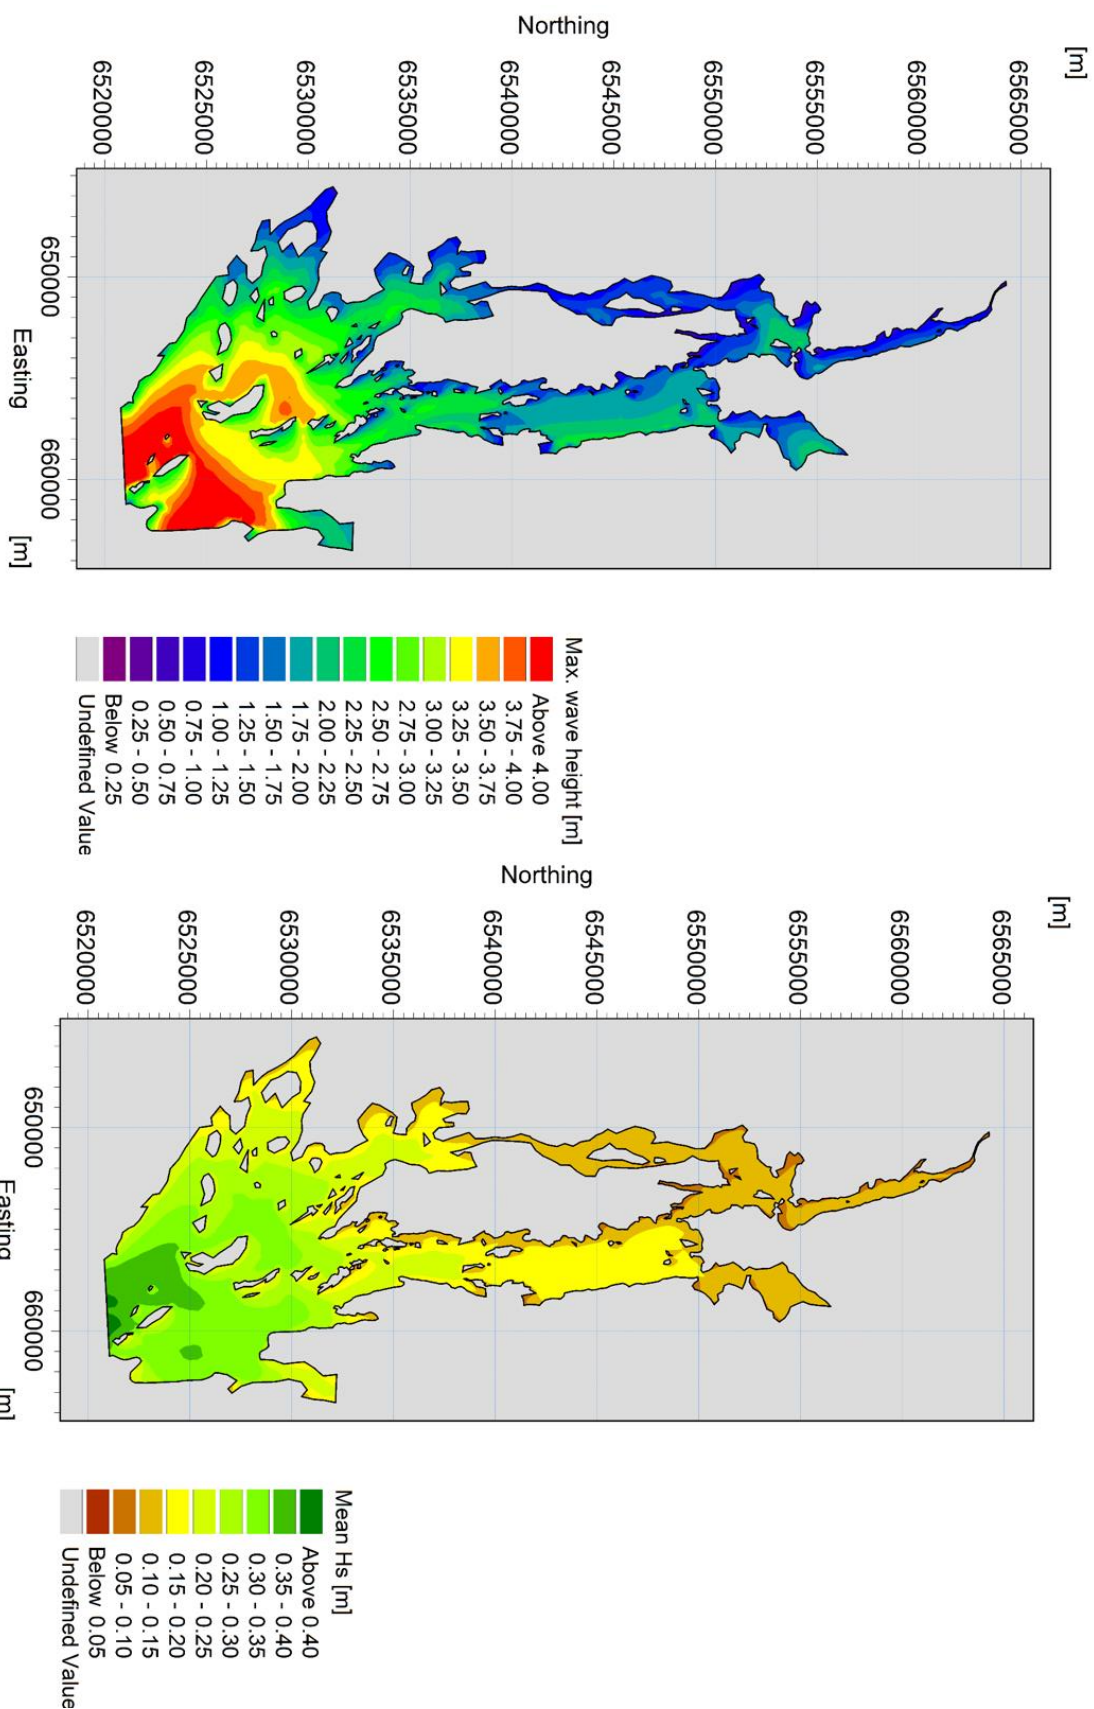 [m]
6565000
6560000
6555000
6550000
6545000
6540000
6535000
6530000
6525000
6520000
Northing
650000
660000
Easting
[m]
Max. wave height [m]
Above 4.00
3.75 - 4.00
3.50 - 3.75
3.25 - 3.50
3.00 - 3.25
2.75 - 3.00
2.50 - 2.75
2.25 - 2.50
2.00 - 2.25
1.75 - 2.00
1.50 - 1.75
1.25 - 1.50
1.00 - 1.25
0.75 - 1.00
0.50 - 0.75
0.25 - 0.50
Below 0.25
Undefined Value
[m]
6565000
6560000
6555000
6550000
6545000
6540000
6535000
6530000
6525000
6520000
Northing
650000
660000
Easting
[m]
Mean Hs [m]
Above 0.40
0.35 - 0.40
0.30 - 0.35
0.25 - 0.30
0.20 - 0.25
0.15 - 0.20
0.10 - 0.15
0.05 - 0.10
Below 0.05
Undefined Value